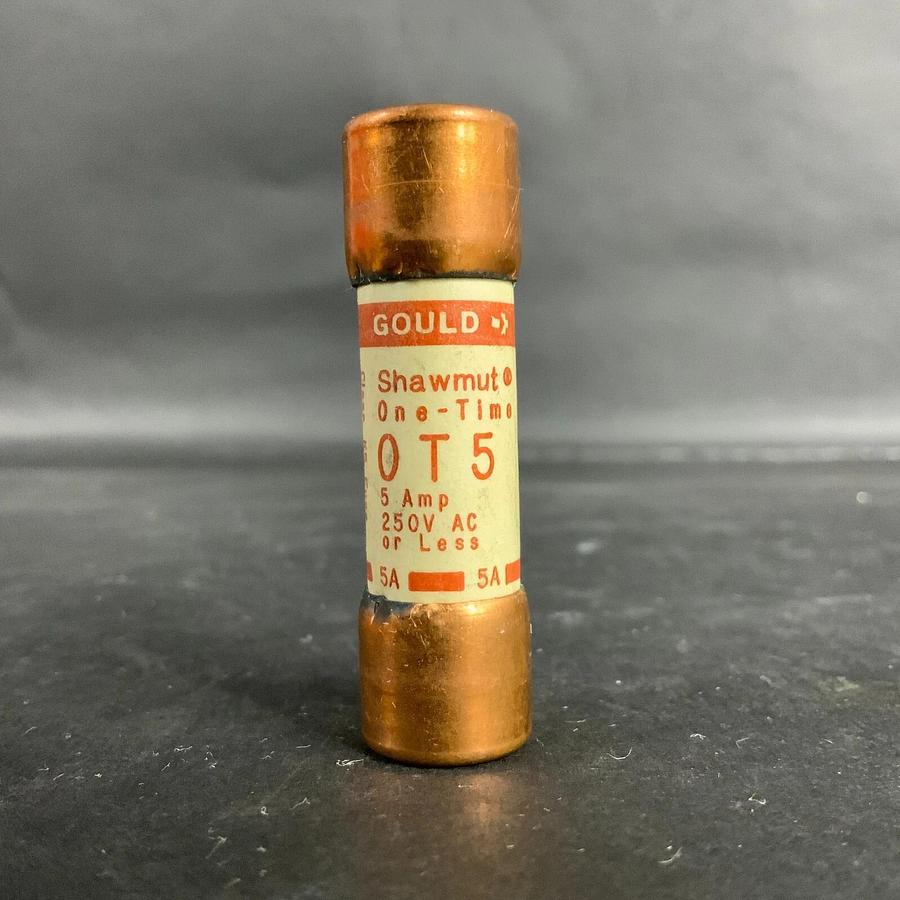 GOULD
Shawmut®
One-Time
OT5
5 Amp
250V AC
or Less
5A 5A